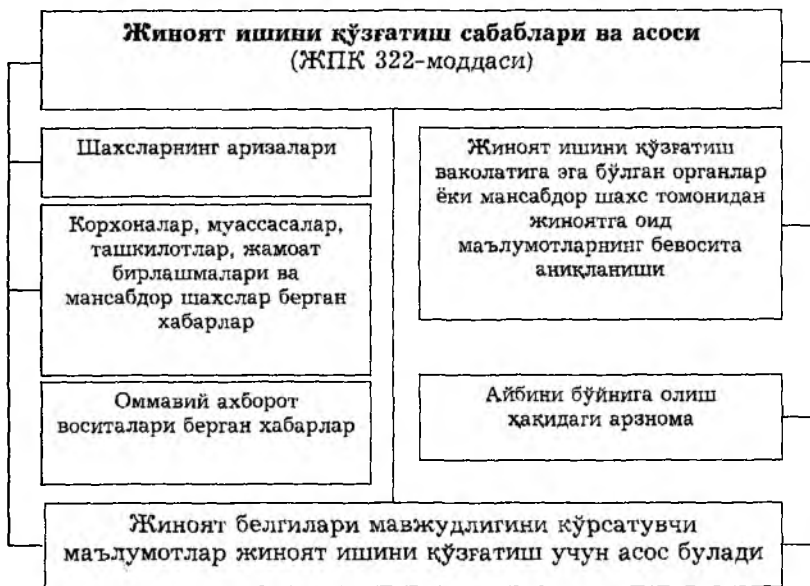 Жиноят ишини қўзғатиш сабаблари ва асоси
(ЖПК 322-моддаси)
Шахсларнинг аризалари
Корхоналар, муассасалар,
ташкилотлар, жамоат
бирлашмалари ва
мансабдор шахслар берган
хабарлар
Оммавий ахборот
воситалари берган хабарлар
Жиноят ишини қўзғатиш
ваколатига эга бўлган органлар
ёки мансабдор шахс томонидан
жиноятга оид
маълумотларнинг бевосита
аниқланиши
Айбини бўйнига олиш
ҳақидаги арзнома
Жиноят белгилари мавжудлигини кўрсатувчи
маълумотлар жиноят ишини қўзғатиш учун асос булади